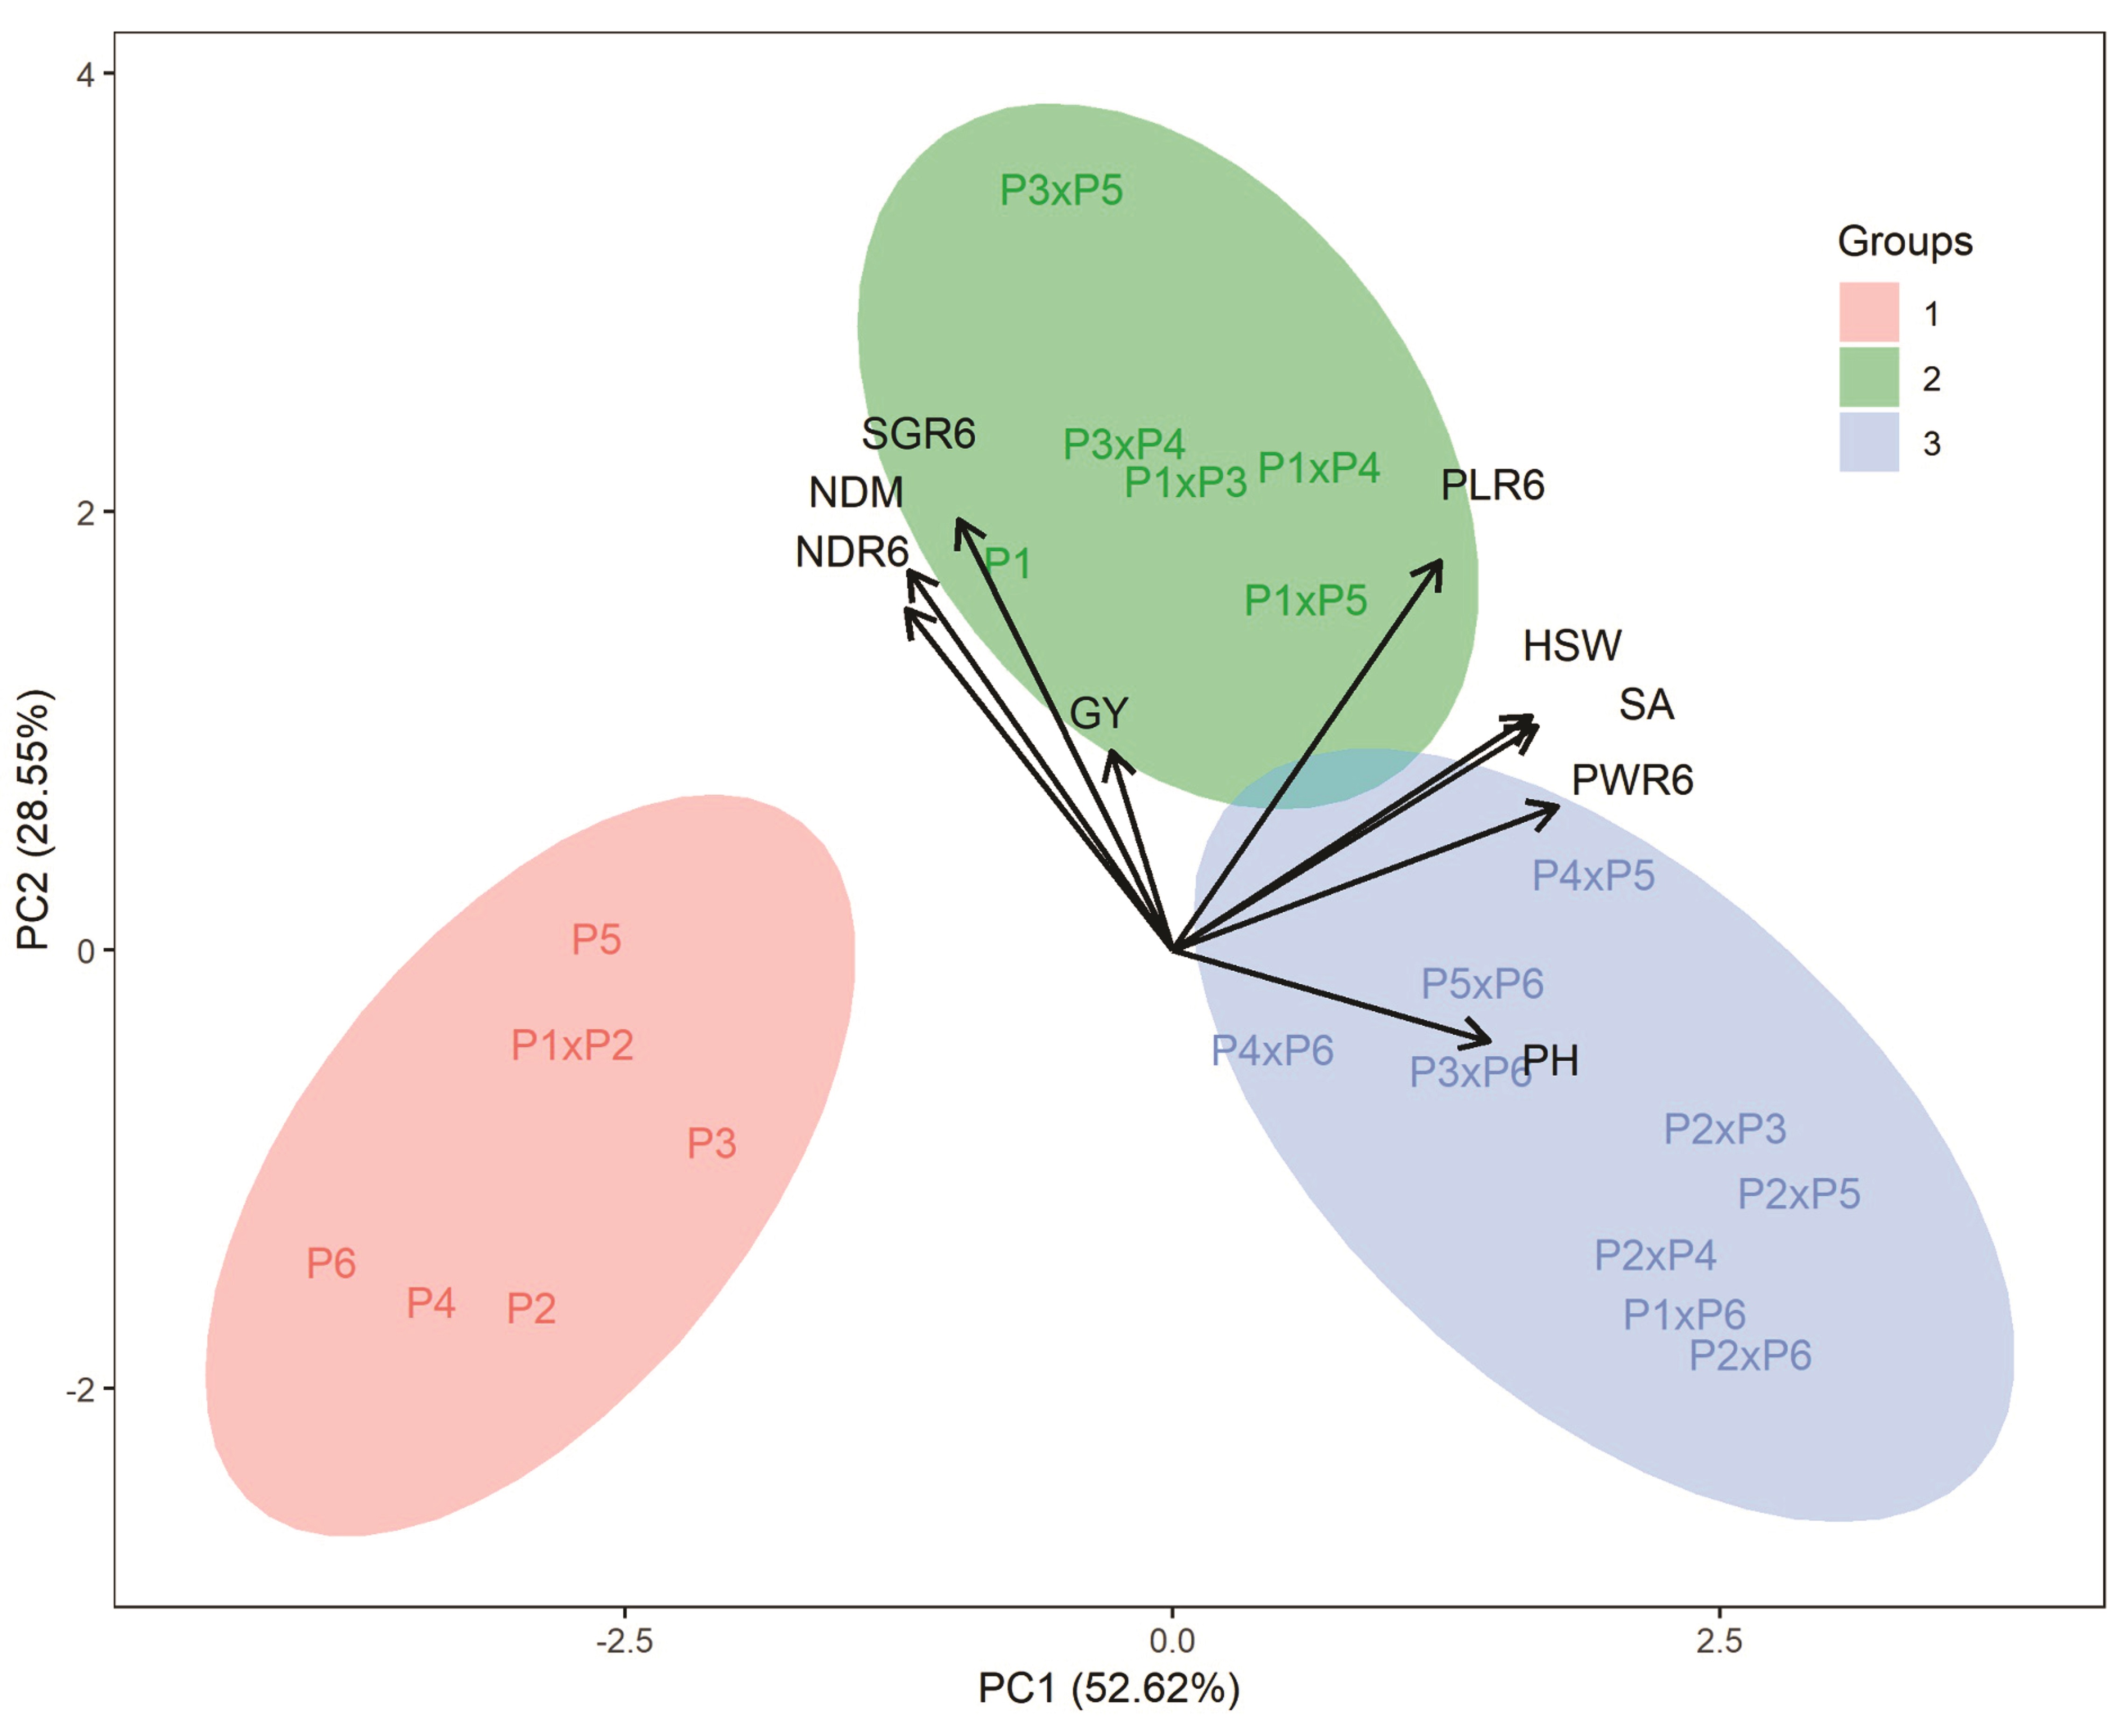 4
P3xP5
Groups
1
2
3
SGR6
P3xP4
P1xP4
P1xP3
PLR6
NDM
2
NDR6
P1
P1xP5
HSW
SA
GY
PWR6
P4xP5
PC2 (28.55%)
0
P5
P5xP6
P1xP2
P4xP6
P3xP6
PH
P3
P2xP3
P2xP5
P6
P2xP4
P4
P2
P1xP6
P2xP6
-2
-2.5
0.0
2.5
PC1 (52.62%)